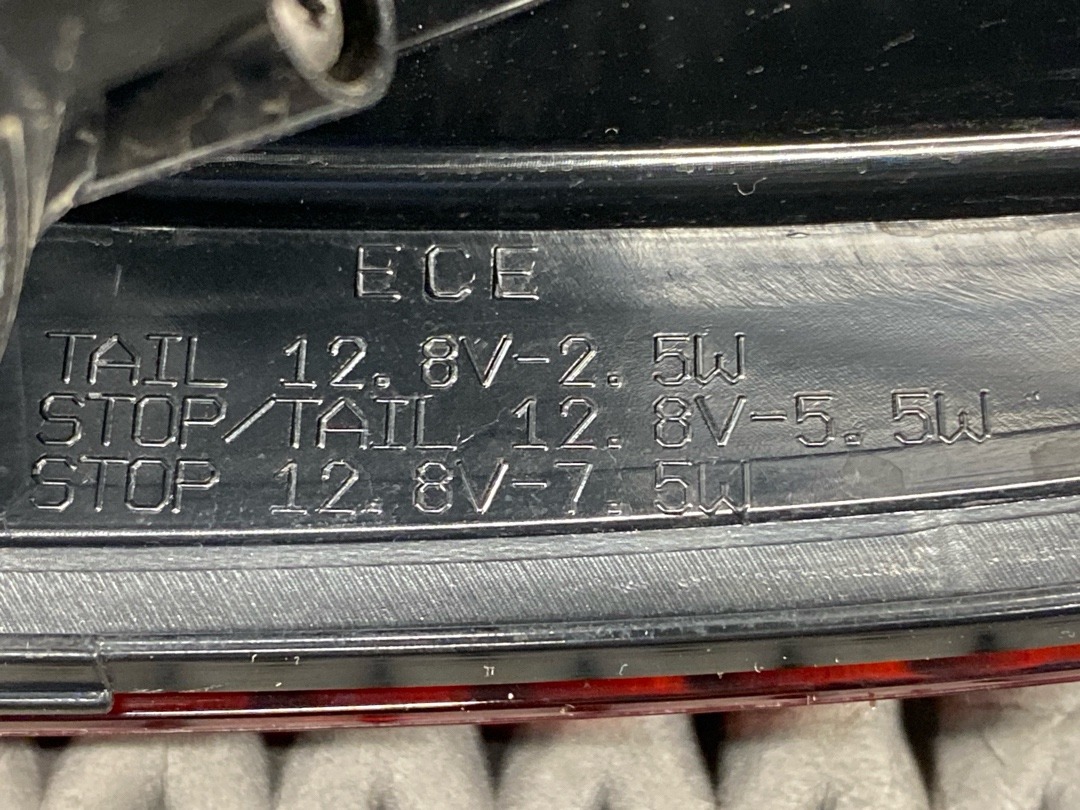 ECE
TAIL 12.8V-2.5W
STOP/TAIL 12.8V-5.5W
STOP 12.8V-7.5W